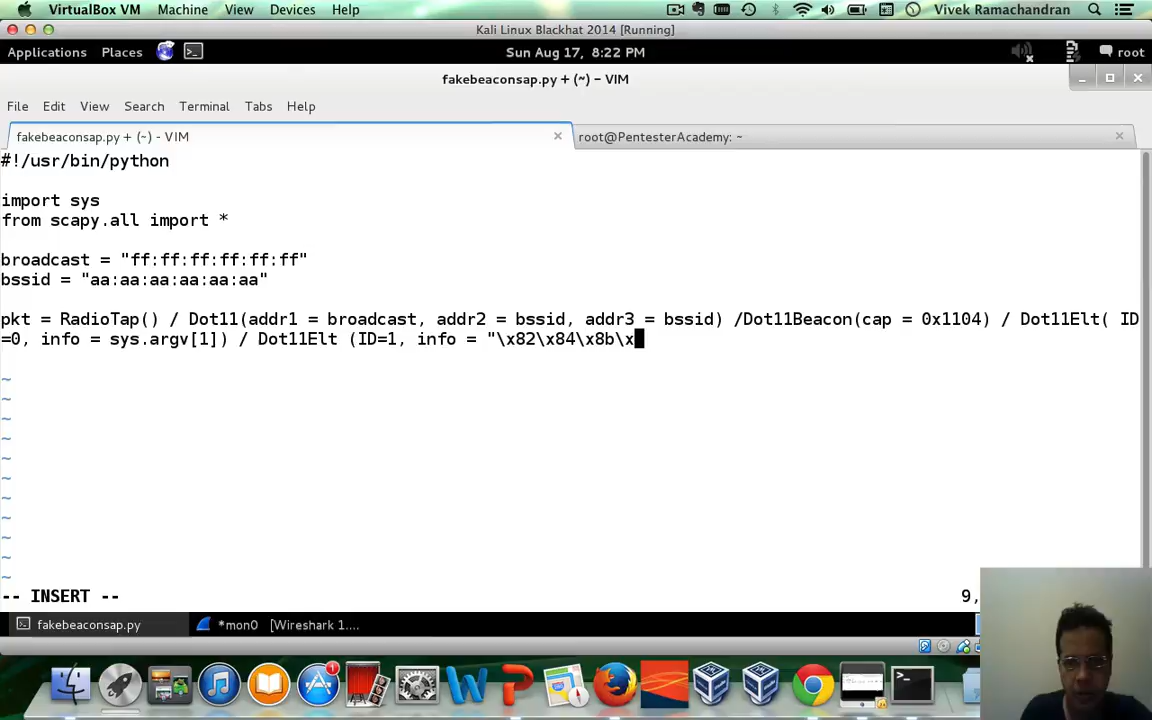 VirtualBox VM Machine View Devices Help Vivek Ramachandran
Kali Linux Blackhat 2014 [Running]
Applications Places Sun Aug 17, 8:22 PM root
fakebeaconsap.py + (~) – VIM
File Edit View Search Terminal Tabs Help
fakebeaconsap.py + (~) - VIM × root@PentesterAcademy: ~ ×
#!/usr/bin/python
import sys
from scapy.all import *
broadcast = "ff:ff:ff:ff:ff:ff"
bssid = "aa:aa:aa:aa:aa:aa"
pkt = RadioTap() / Dot11(addr1 = broadcast, addr2 = bssid, addr3 = bssid) /Dot11Beacon(cap = 0x1104) / Dot11Elt( ID
=0, info = sys.argv[1]) / Dot11Elt (ID=1, info = "\x82\x84\x8b\x
~
~
~
~
~
~
~
~
~
~
~
-- INSERT -- 9,
fakebeaconsap.py *mon0 [Wireshark 1....
1